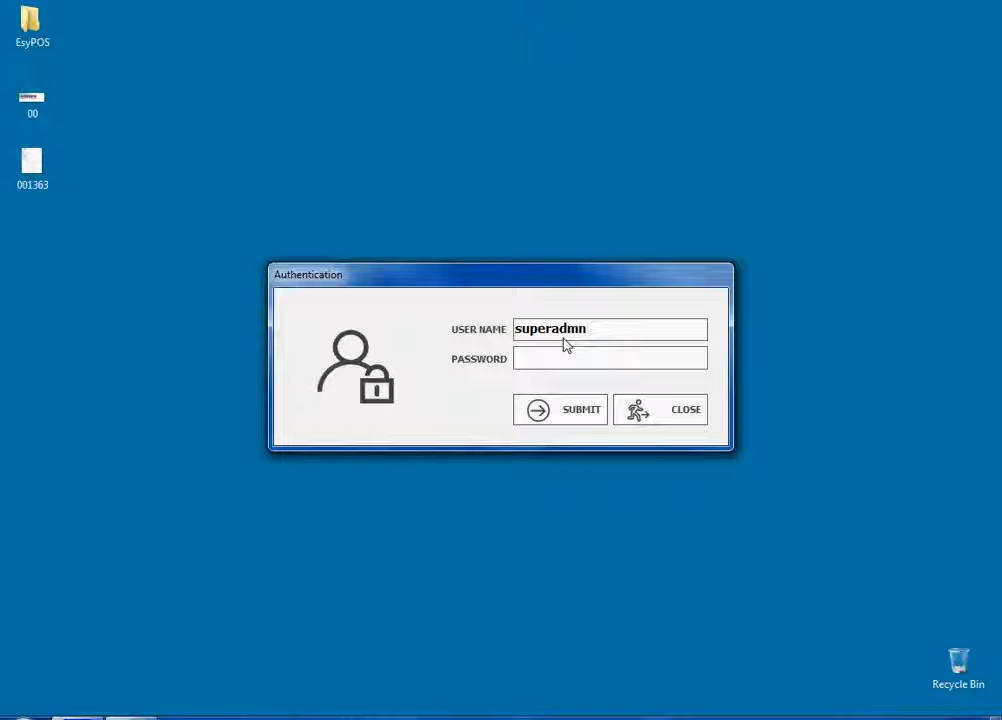 EsyPOS
00
001363
Authentication
USER NAME superadmn
PASSWORD
SUBMIT CLOSE
Recycle Bin